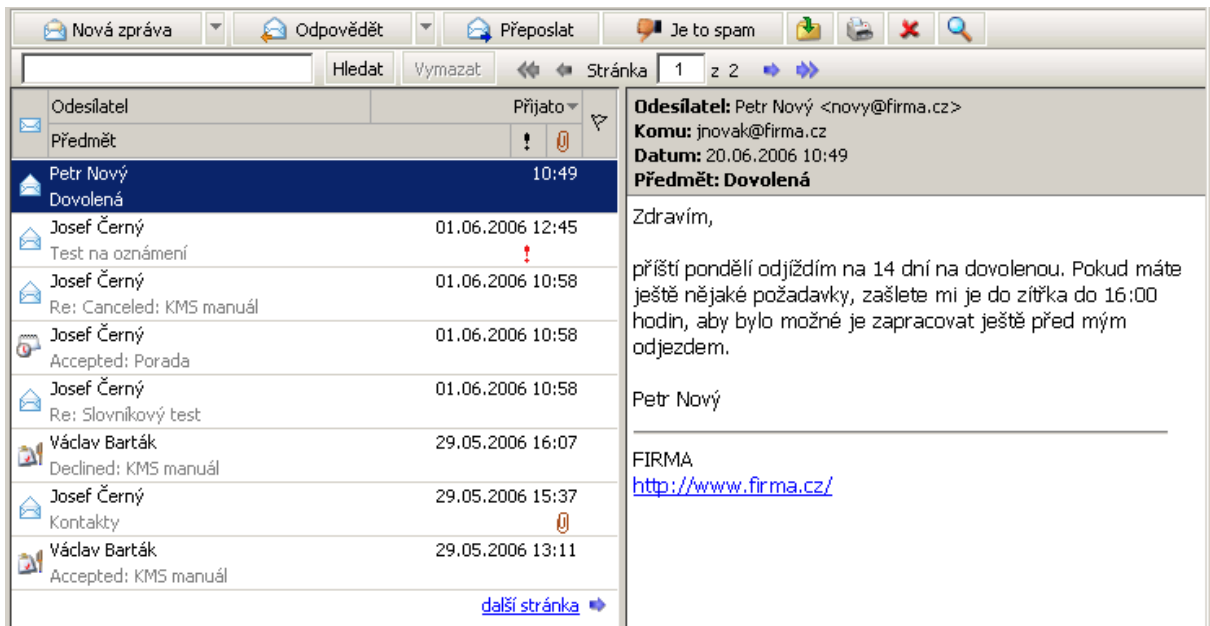 Nová zpráva Odpovědět Přeposlat Je to spam
Hledat Vymazat Stránka 1 z 2
Odesílatel Přijato
Předmět
Petr Nový 10:49
Dovolená
Josef Černý 01.06.2006 12:45
Test na oznámení
Josef Černý 01.06.2006 10:58
Re: Canceled: KMS manuál
Josef Černý 01.06.2006 10:58
Accepted: Porada
Josef Černý 01.06.2006 10:58
Re: Slovníkový test
Václav Barták 29.05.2006 16:07
Declined: KMS manuál
Josef Černý 29.05.2006 15:37
Kontakty
Václav Barták 29.05.2006 13:11
Accepted: KMS manuál
další stránka
Odesílatel: Petr Nový <novy@firma.cz>
Komu: jnovak@firma.cz
Datum: 20.06.2006 10:49
Předmět: Dovolená
Zdravím,
příští pondělí odjíždím na 14 dní na dovolenou. Pokud máte
ještě nějaké požadavky, zašlete mi je do zítřka do 16:00
hodin, aby bylo možné je zapracovat ještě před mým
odjezdem.
Petr Nový
FIRMA
http://www.firma.cz/